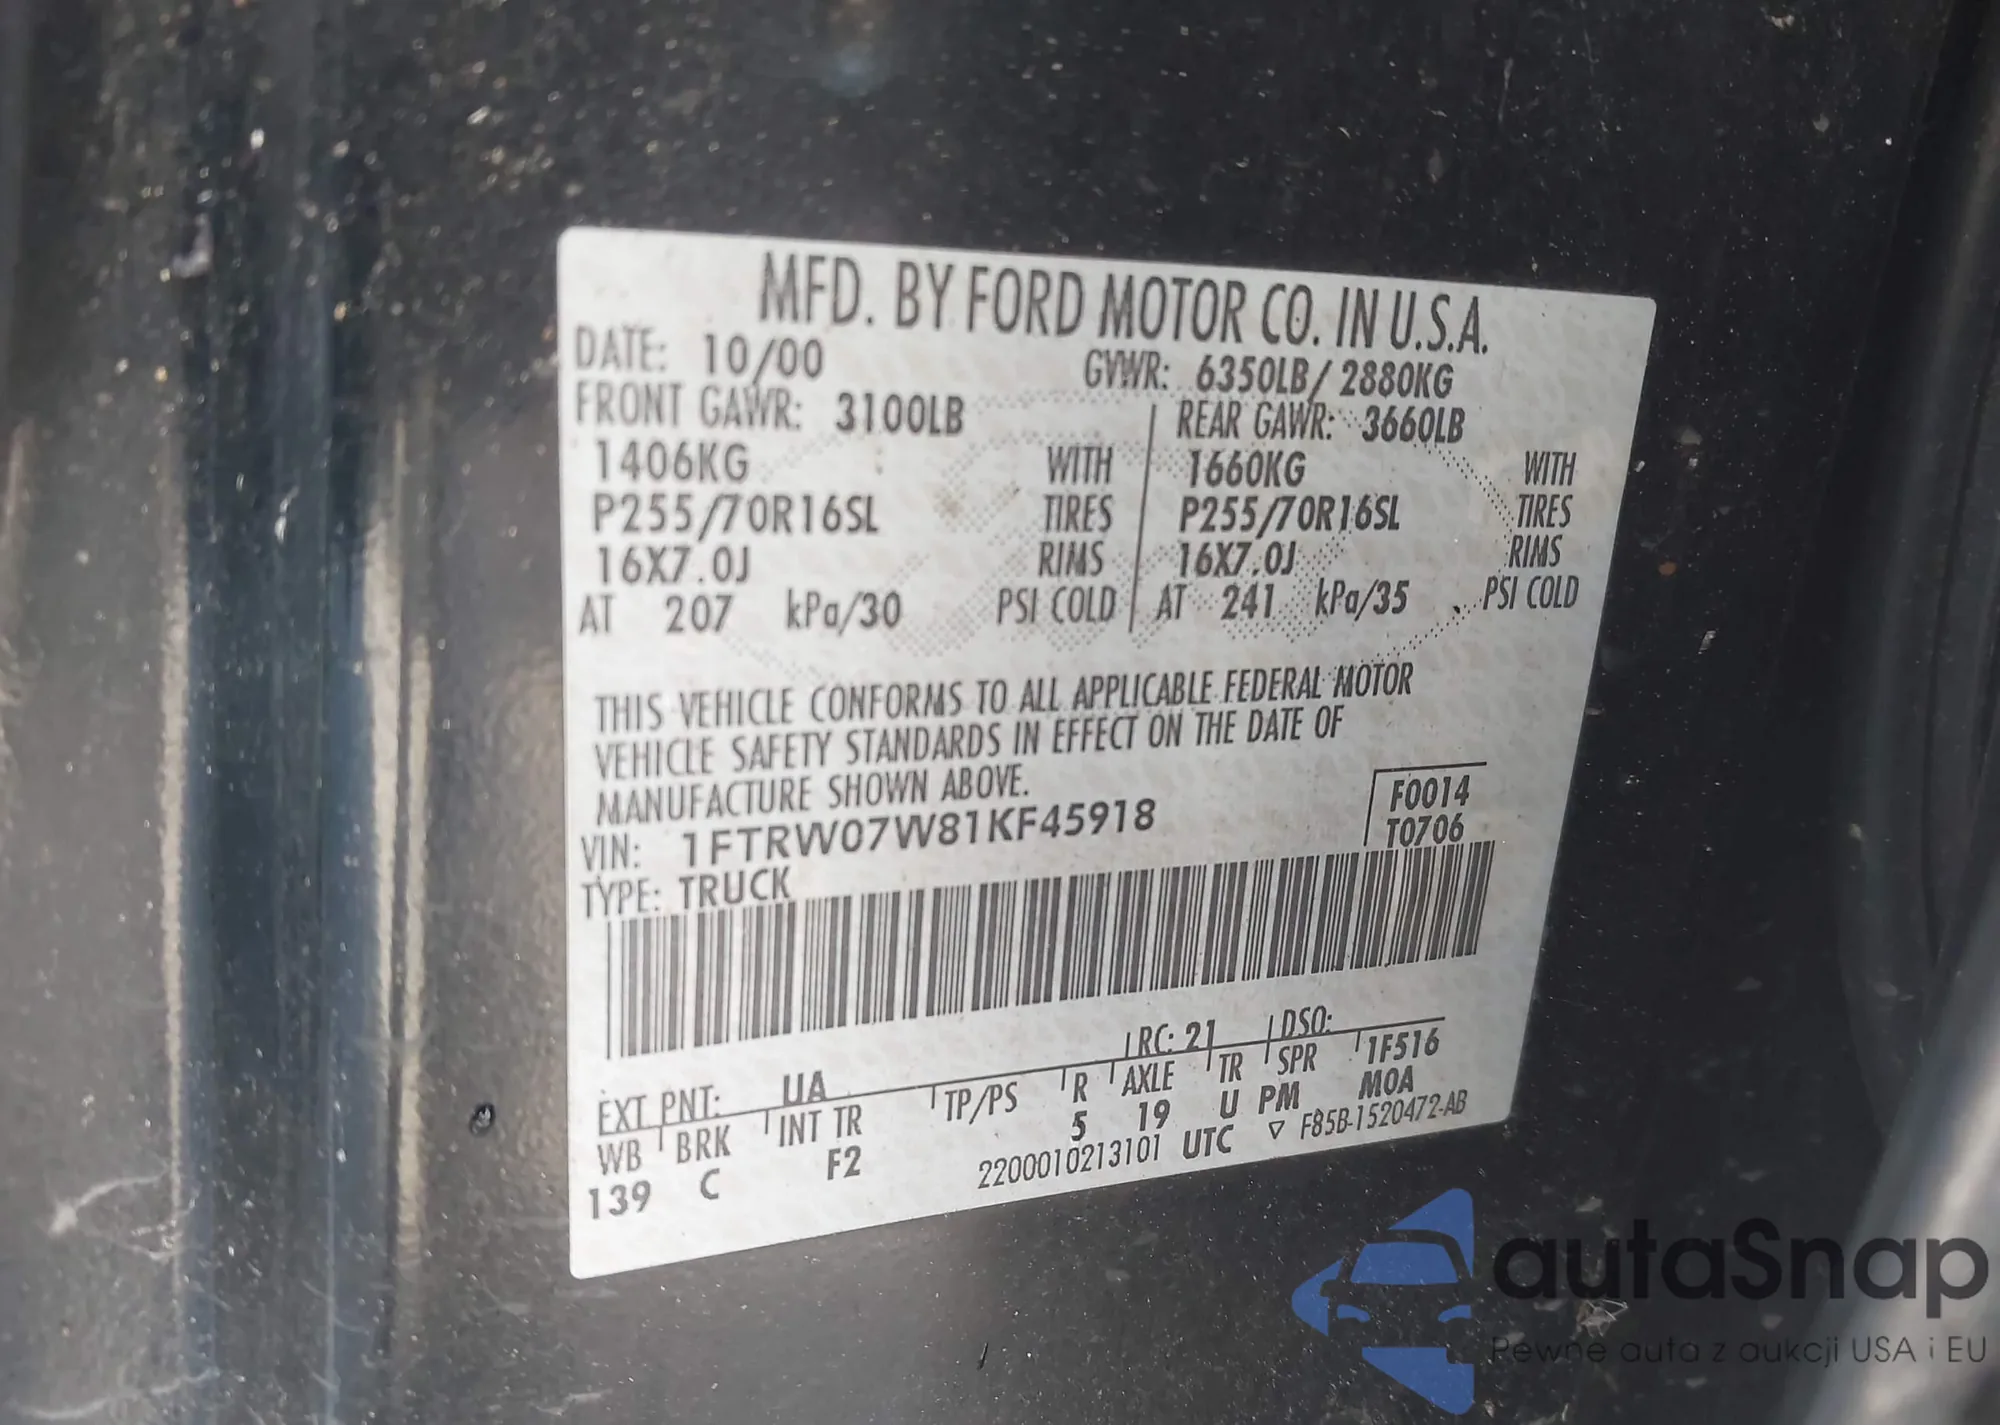 MFD. BY FORD MOTOR CO. IN U.S.A.
DATE: 10/00 GVWR: 6350LB/ 2880KG
FRONT GAWR: 3100LB REAR GAWR: 3660LB
1406KG WITH 1660KG WITH
P255/70R16SL TIRES P255/70R16SL TIRES
16X7.0J RIMS 16X7.0J RIMS
AT 207 kPa/30 PSI COLD AT 241 kPa/35 PSI COLD
THIS VEHICLE CONFORMS TO ALL APPLICABLE FEDERAL MOTOR
VEHICLE SAFETY STANDARDS IN EFFECT ON THE DATE OF
MANUFACTURE SHOWN ABOVE.
VIN: 1FTRW07W81KF45918
TYPE: TRUCK
F0014
T0706
EXT PNT: UA RC: 21 DSO:
WB BRK INT TR TP/PS R AXLE TR SPR 1F516
139 C F2 5 19 U PM MOA
2200010213101 UTC ▽ F85B-1520472-AB
autaSnap
Pewne auta z aukcji USA i EU